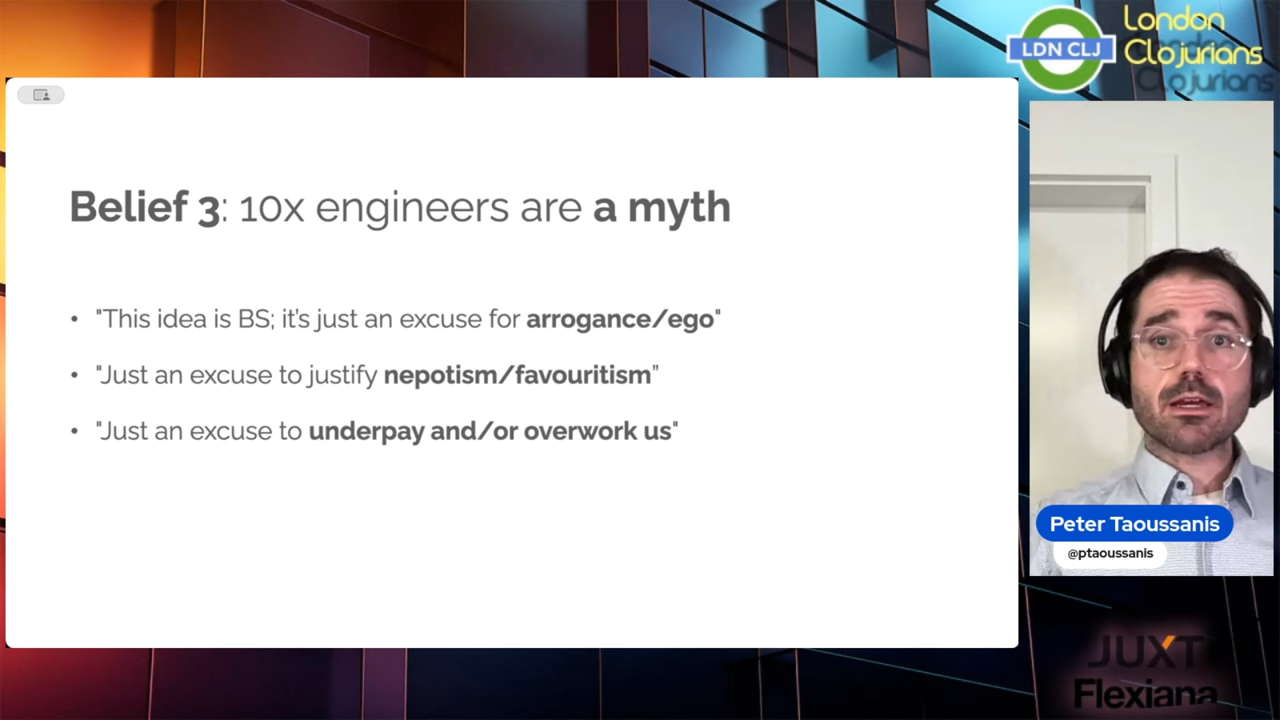 London
LDN CLJ
Clojurians
Clojurians
Belief 3: 10x engineers are a myth
• "This idea is BS; it's just an excuse for arrogance/ego"
• "Just an excuse to justify nepotism/favouritism”
• "Just an excuse to underpay and/or overwork us"
Peter Taoussanis
@ptaoussanis
JUXT
Flexiana